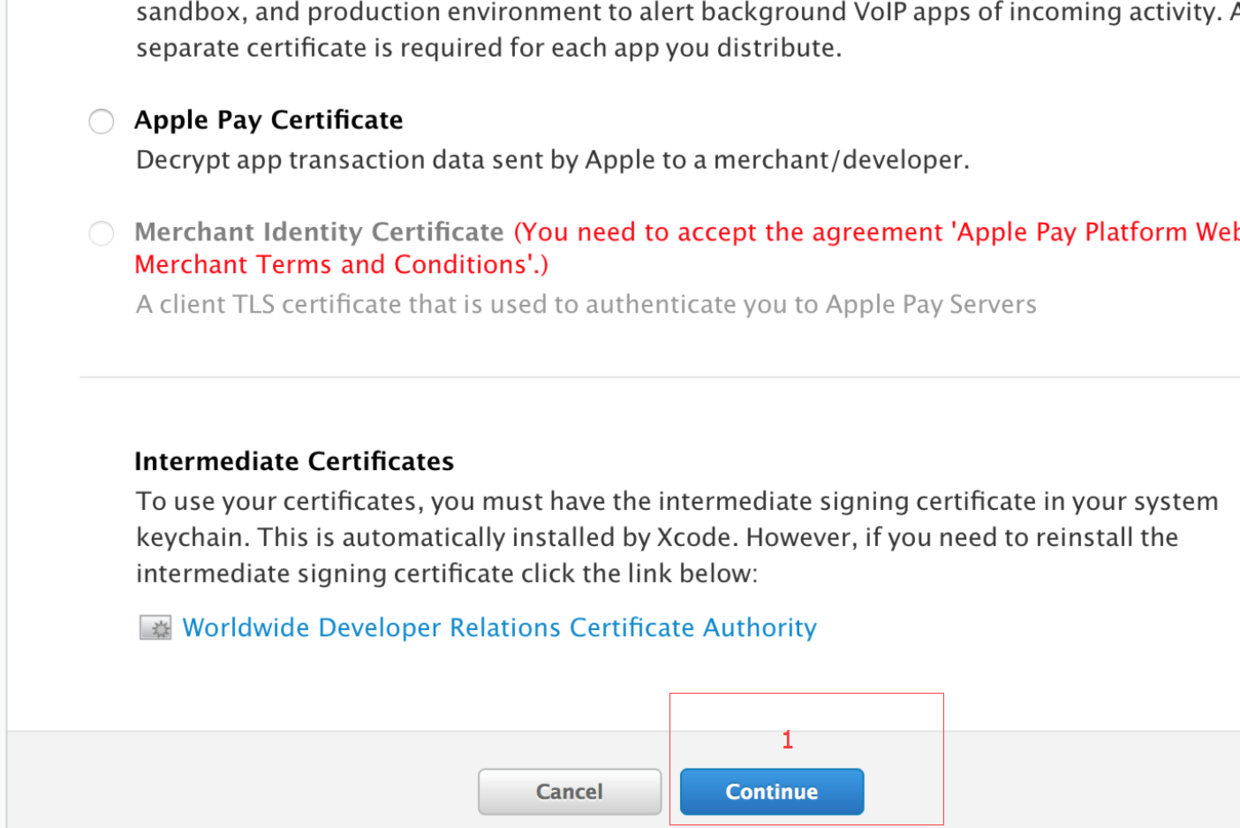 sandbox, and production environment to alert background VoIP apps of incoming activity. A
separate certificate is required for each app you distribute.
Apple Pay Certificate
Decrypt app transaction data sent by Apple to a merchant/developer.
Merchant Identity Certificate (You need to accept the agreement 'Apple Pay Platform Web
Merchant Terms and Conditions'.)
A client TLS certificate that is used to authenticate you to Apple Pay Servers
Intermediate Certificates
To use your certificates, you must have the intermediate signing certificate in your system
keychain. This is automatically installed by Xcode. However, if you need to reinstall the
intermediate signing certificate click the link below:
Worldwide Developer Relations Certificate Authority
1
Cancel
Continue